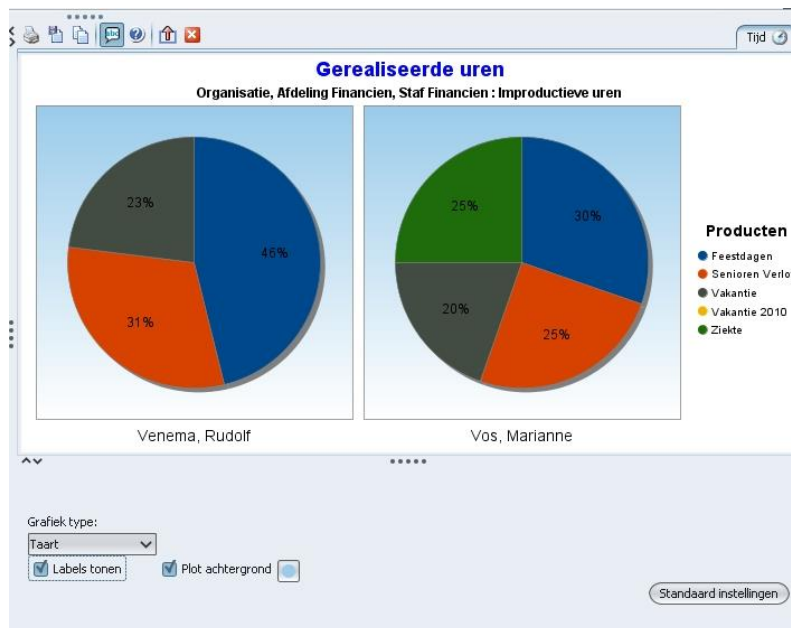 Tijd
Gerealiseerde uren
Organisatie, Afdeling Financien, Staf Financien : Improductieve uren
23%
46%
31%
25%
30%
20%
25%
Producten
Feestdagen
Senioren Verlo
Vakantie
Vakantie 2010
Ziekte
Venema, Rudolf
Vos, Marianne
Grafiek type:
Taart
Labels tonen
Plot achtergrond
Standaard instellingen